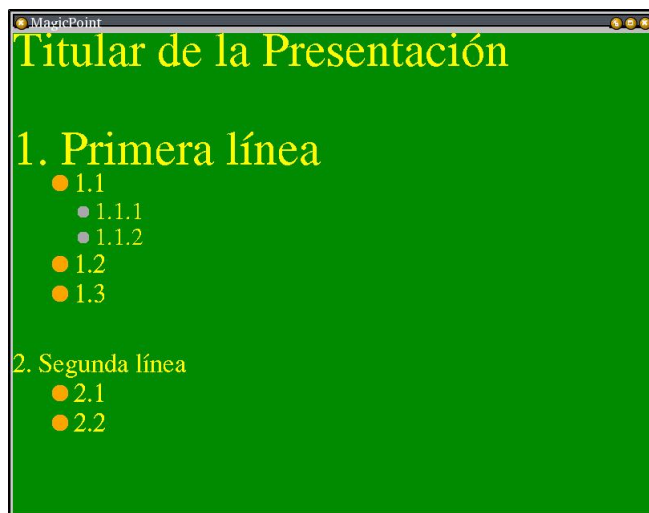 MagicPoint
Titular de la Presentación
1. Primera línea
1.1
1.1.1
1.1.2
1.2
1.3
2. Segunda línea
2.1
2.2